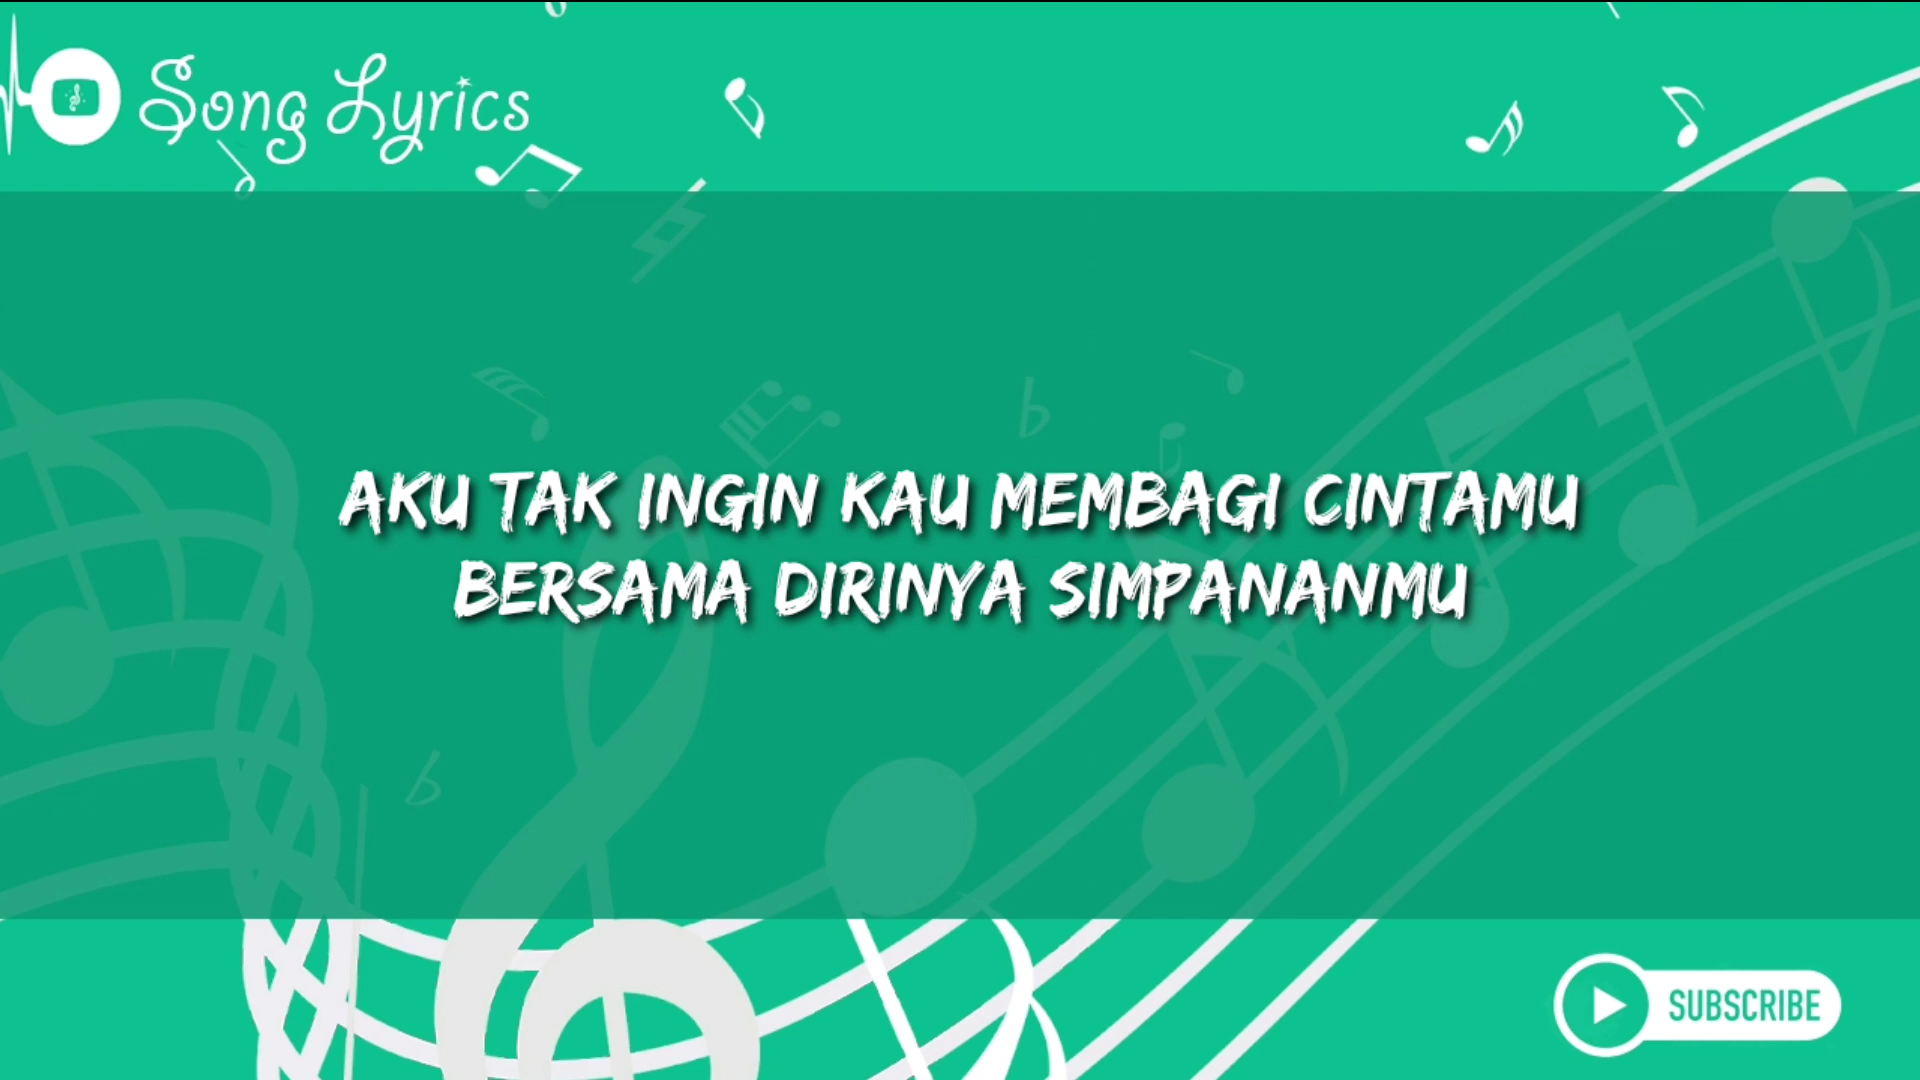 Song Lyrics
AKU TAK INGIN KAU MEMBAGI CINTAMU
BERSAMA DIRINYA SIMPANANMU
SUBSCRIBE